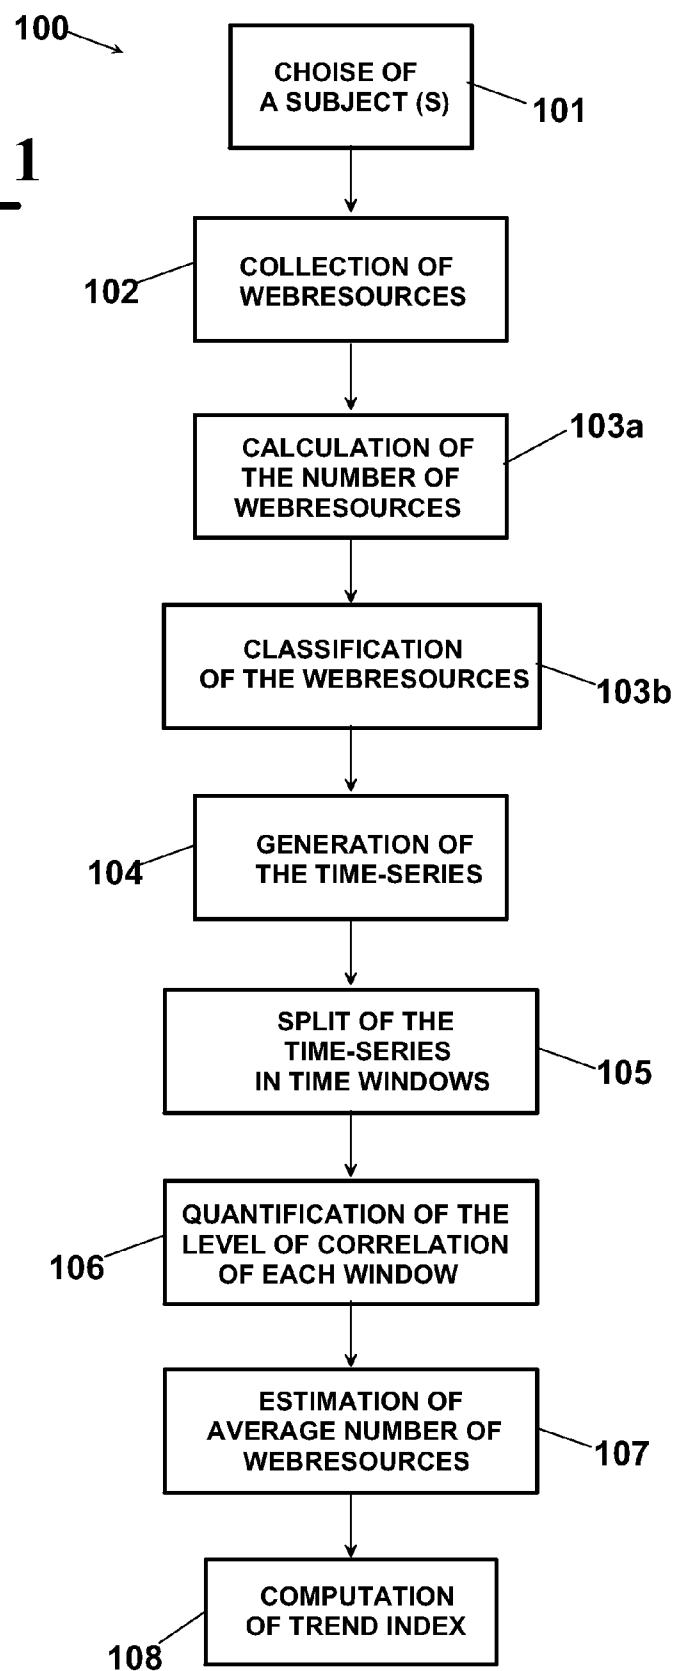 100
CHOISE OF
A SUBJECT (S)
101
1
COLLECTION OF
WEBRESOURCES
102
103a
CALCULATION OF
THE NUMBER OF
WEBRESOURCES
CLASSIFICATION
OF THE WEBRESOURCES
103b
GENERATION OF
THE TIME-SERIES
104
SPLIT OF THE
TIME-SERIES
IN TIME WINDOWS
105
QUANTIFICATION OF THE
LEVEL OF CORRELATION
OF EACH WINDOW
106
ESTIMATION OF
AVERAGE NUMBER OF
WEBRESOURCES
107
COMPUTATION
OF TREND INDEX
108